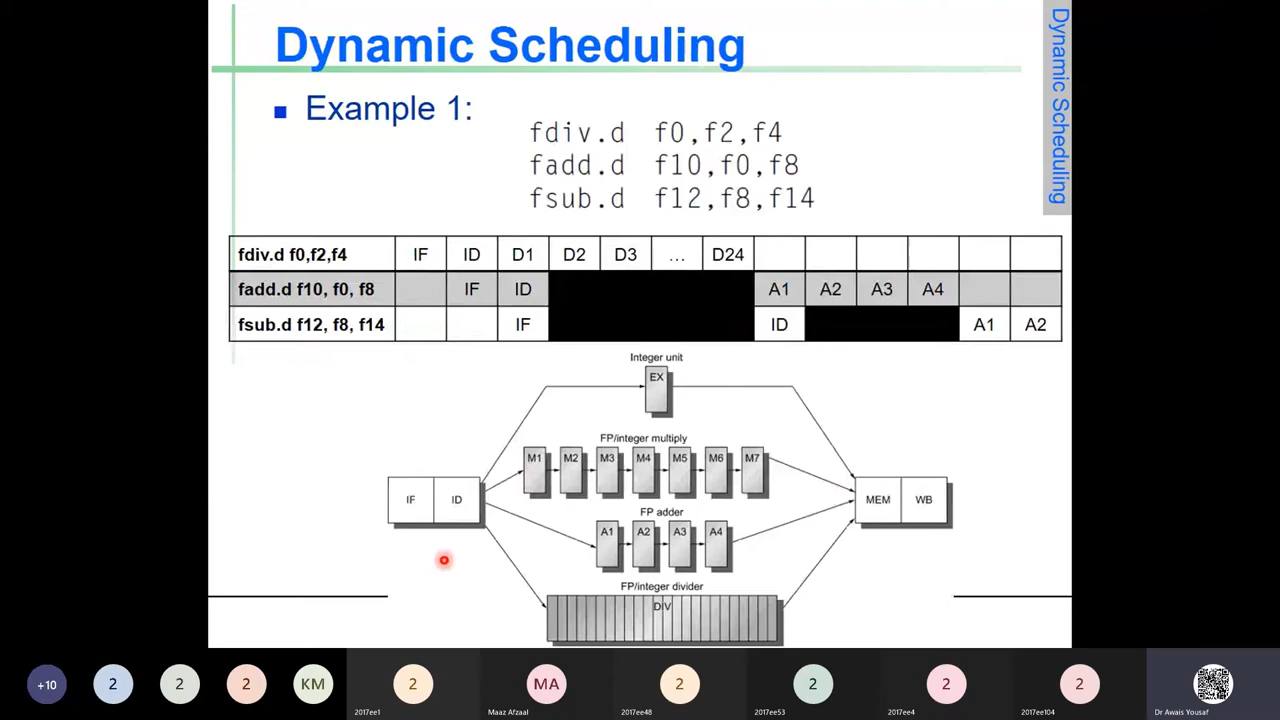 Dynamic Scheduling
Dynamic Scheduling
Example 1:
fdiv.d f0,f2,f4
fadd.d f10,f0,f8
fsub.d f12,f8,f14
fdiv.d f0,f2,f4 IF ID D1 D2 D3 ... D24
fadd.d f10, f0, f8 IF ID A1 A2 A3 A4
fsub.d f12, f8, f14 IF ID A1 A2
Integer unit
EX
FP/integer multiply
M1 M2 M3 M4 M5 M6 M7
IF ID MEM WB
FP adder
A1 A2 A3 A4
FP/integer divider
DIV
+10 2 2 2 KM 2 MA 2 2 2 2
2017ee1 Maaz Afzaal 2017ee48 2017ee53 2017ee4 2017ee104 Dr Awais Yousaf